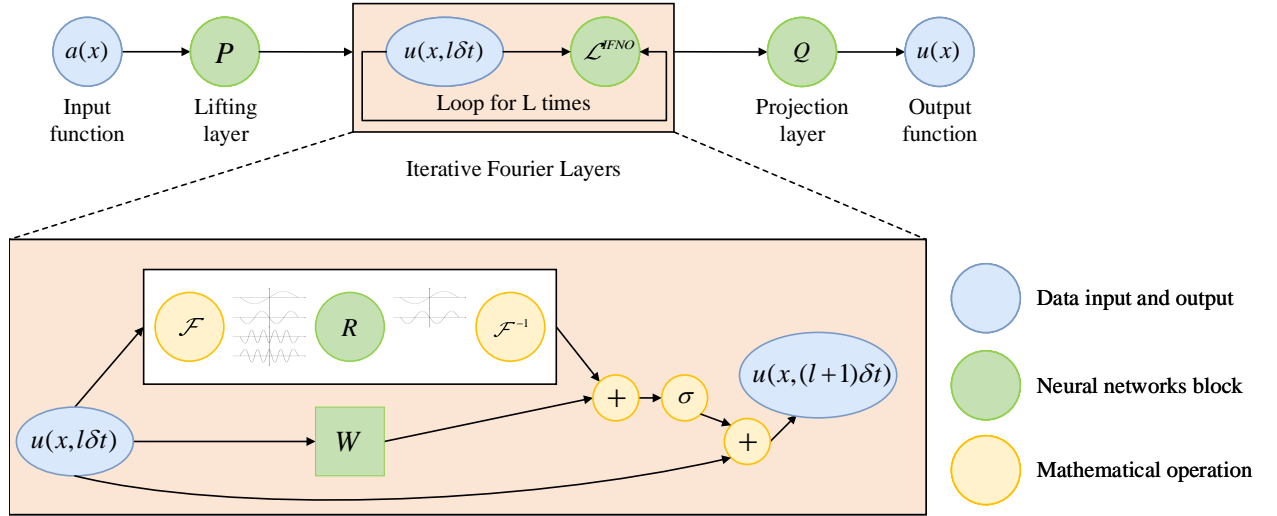 a(x)
P
u(x,lδt)
ℒ^IFNO
Q
u(x)
Loop for L times
Input
function
Lifting
layer
Projection
layer
Output
function
Iterative Fourier Layers
ℱ
R
ℱ^-1
u(x,(l+1)δt)
+
σ
u(x,lδt)
W
+
Data input and output
Neural networks block
Mathematical operation